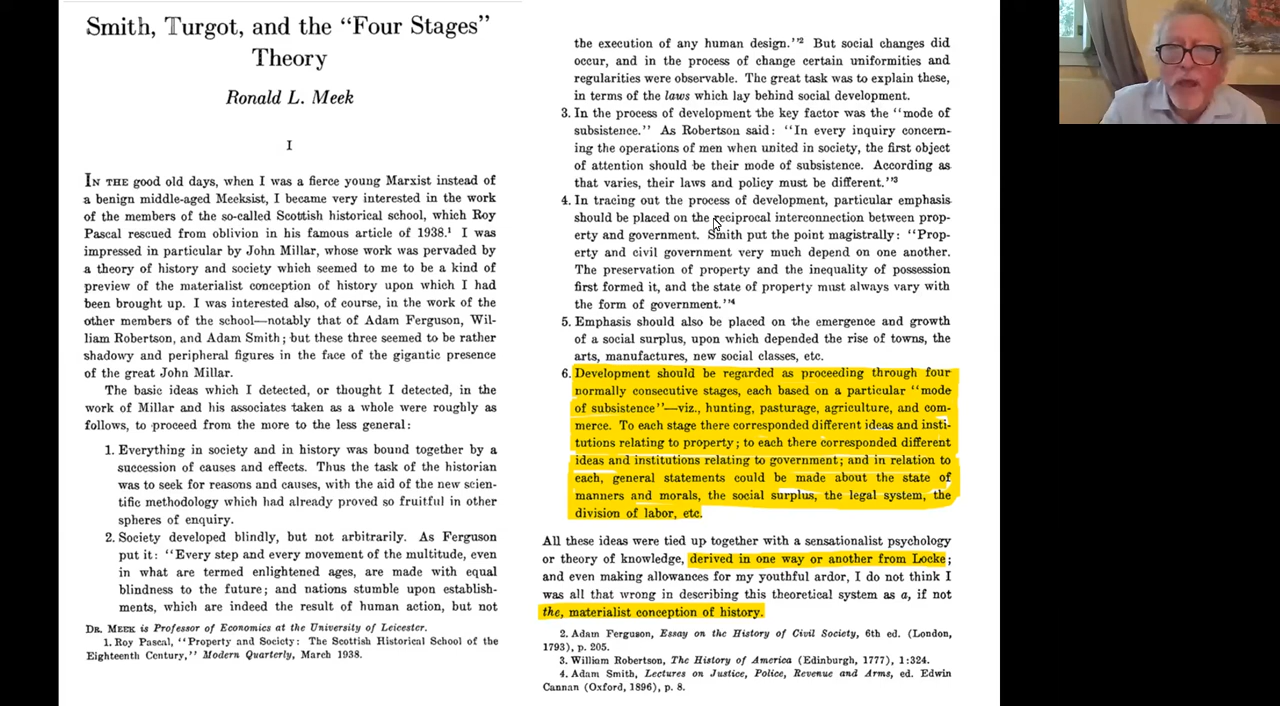 Smith, Turgot, and the “Four Stages”
Theory
Ronald L. Meek
I
IN THE good old days, when I was a fierce young Marxist instead of
a benign middle-aged Meeksist, I became very interested in the work
of the members of the so-called Scottish historical school, which Roy
Pascal rescued from oblivion in his famous article of 1938.¹ I was
impressed in particular by John Millar, whose work was pervaded by
a theory of history and society which seemed to me to be a kind of
preview of the materialist conception of history upon which I had
been brought up. I was interested also, of course, in the work of the
other members of the school—notably that of Adam Ferguson, Wil-
liam Robertson, and Adam Smith; but these three seemed to be rather
shadowy and peripheral figures in the face of the gigantic presence
of the great John Millar.
The basic ideas which I detected, or thought I detected, in the
work of Millar and his associates taken as a whole were roughly as
follows, to proceed from the more to the less general:
1. Everything in society and in history was bound together by a
succession of causes and effects. Thus the task of the historian
was to seek for reasons and causes, with the aid of the new scien-
tific methodology which had already proved so fruitful in other
spheres of enquiry.
2. Society developed blindly, but not arbitrarily. As Ferguson
put it: “Every step and every movement of the multitude, even
in what are termed enlightened ages, are made with equal
blindness to the future; and nations stumble upon establish-
ments, which are indeed the result of human action, but not
DR. MEEK is Professor of Economics at the University of Leicester.
1. Roy Pascal, “Property and Society: The Scottish Historical School of the
Eighteenth Century,” Modern Quarterly, March 1938.
the execution of any human design.”² But social changes did
occur, and in the process of change certain uniformities and
regularities were observable. The great task was to explain these,
in terms of the laws which lay behind social development.
3. In the process of development the key factor was the “mode of
subsistence.” As Robertson said: “In every inquiry concern-
ing the operations of men when united in society, the first object
of attention should be their mode of subsistence. According as
that varies, their laws and policy must be different.”³
4. In tracing out the process of development, particular emphasis
should be placed on the reciprocal interconnection between prop-
erty and government. Smith put the point magistrally: “Prop-
erty and civil government very much depend on one another.
The preservation of property and the inequality of possession
first formed it, and the state of property must always vary with
the form of government.”⁴
5. Emphasis should also be placed on the emergence and growth
of a social surplus, upon which depended the rise of towns, the
arts, manufactures, new social classes, etc.
6. Development should be regarded as proceeding through four
normally consecutive stages, each based on a particular “mode
of subsistence”—viz., hunting, pasturage, agriculture, and com-
merce. To each stage there corresponded different ideas and insti-
tutions relating to property; to each there corresponded different
ideas and institutions relating to government; and in relation to
each, general statements could be made about the state of
manners and morals, the social surplus, the legal system, the
division of labor, etc.
All these ideas were tied up together with a sensationalist psychology
or theory of knowledge, derived in one way or another from Locke;
and even making allowances for my youthful ardor, I do not think I
was all that wrong in describing this theoretical system as a, if not
the, materialist conception of history.
2. Adam Ferguson, Essay on the History of Civil Society, 6th ed. (London,
1793), p. 205.
3. William Robertson, The History of America (Edinburgh, 1777), 1:324.
4. Adam Smith, Lectures on Justice, Police, Revenue and Arms, ed. Edwin
Cannan (Oxford, 1896), p. 8.